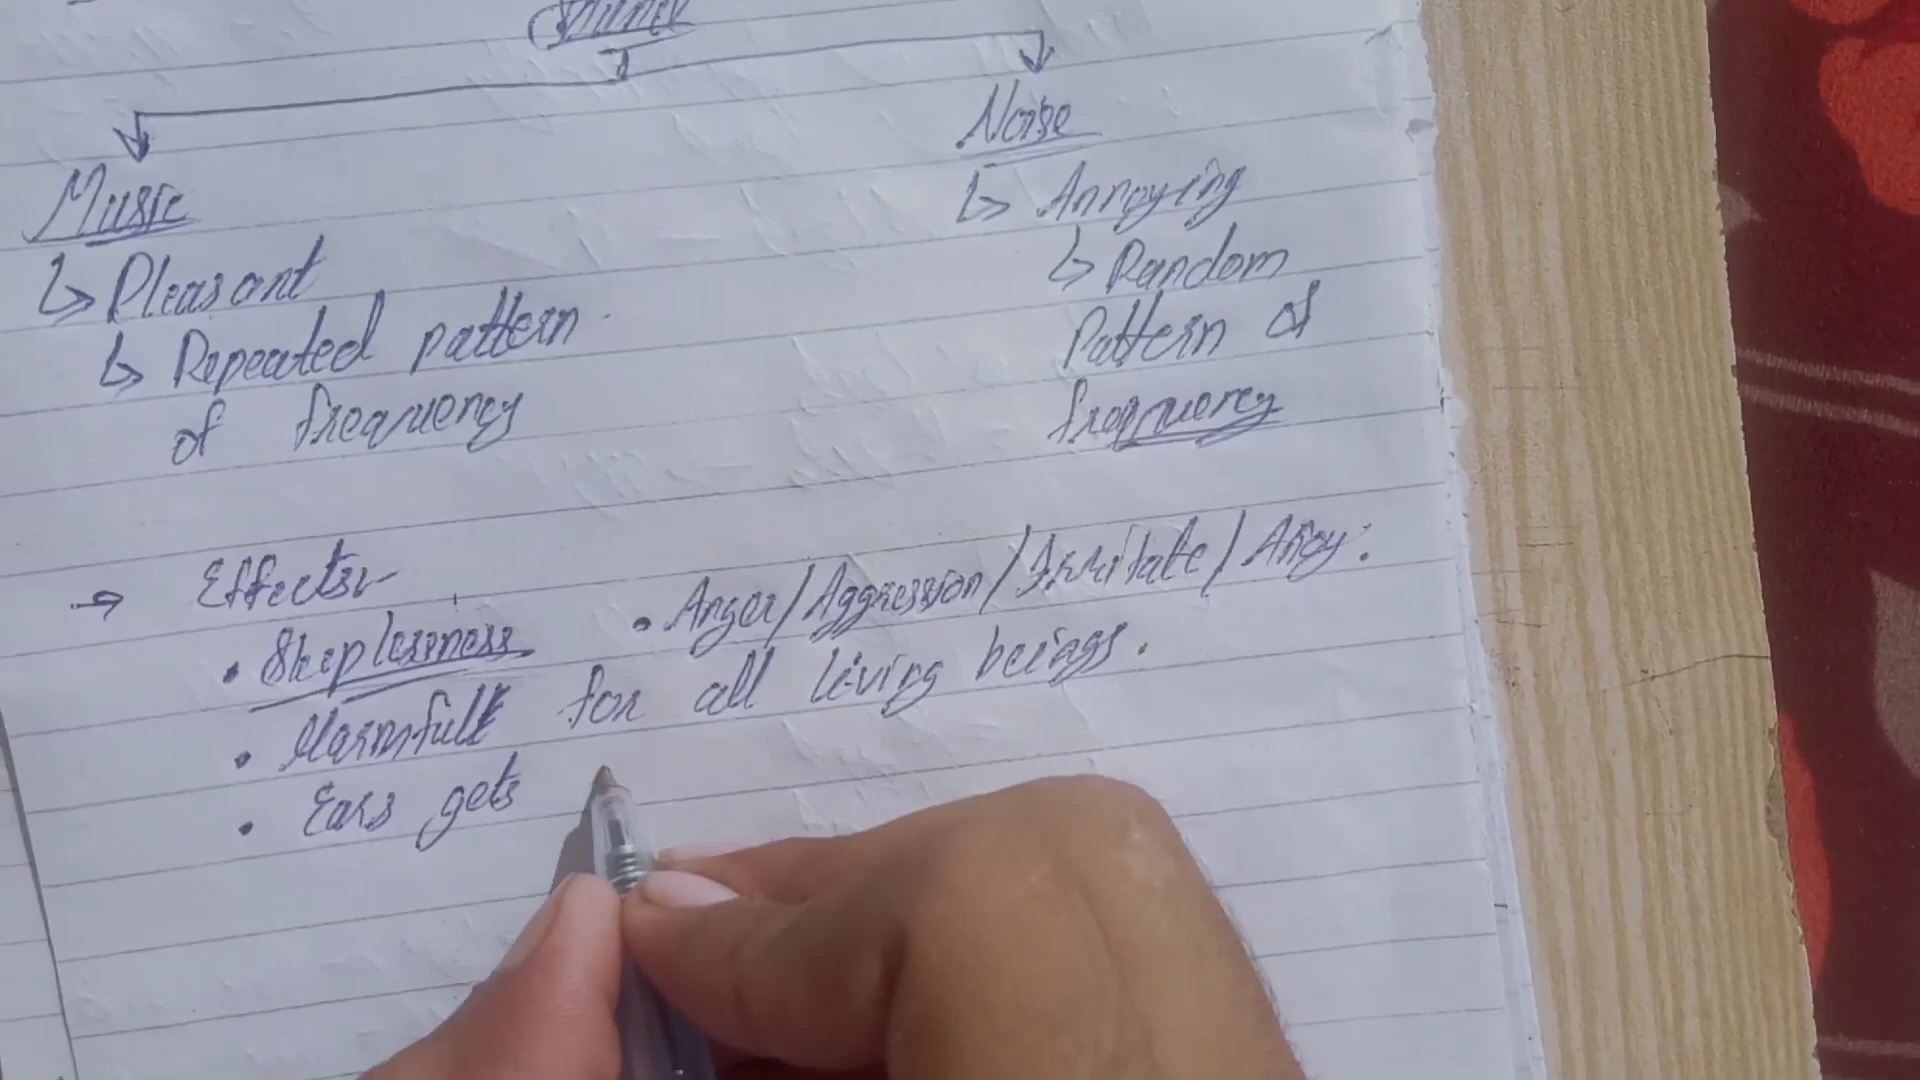 Music
↳ Pleasant
↳ Repeated pattern
of frequency
Noise
↳ Annoying
↳ Random
Pattern of
frequency
→ Effects
• Sleeplessness • Anger/Aggression/Irritate/Annoy.
• Harmfull for all living beings.
• Ears gets